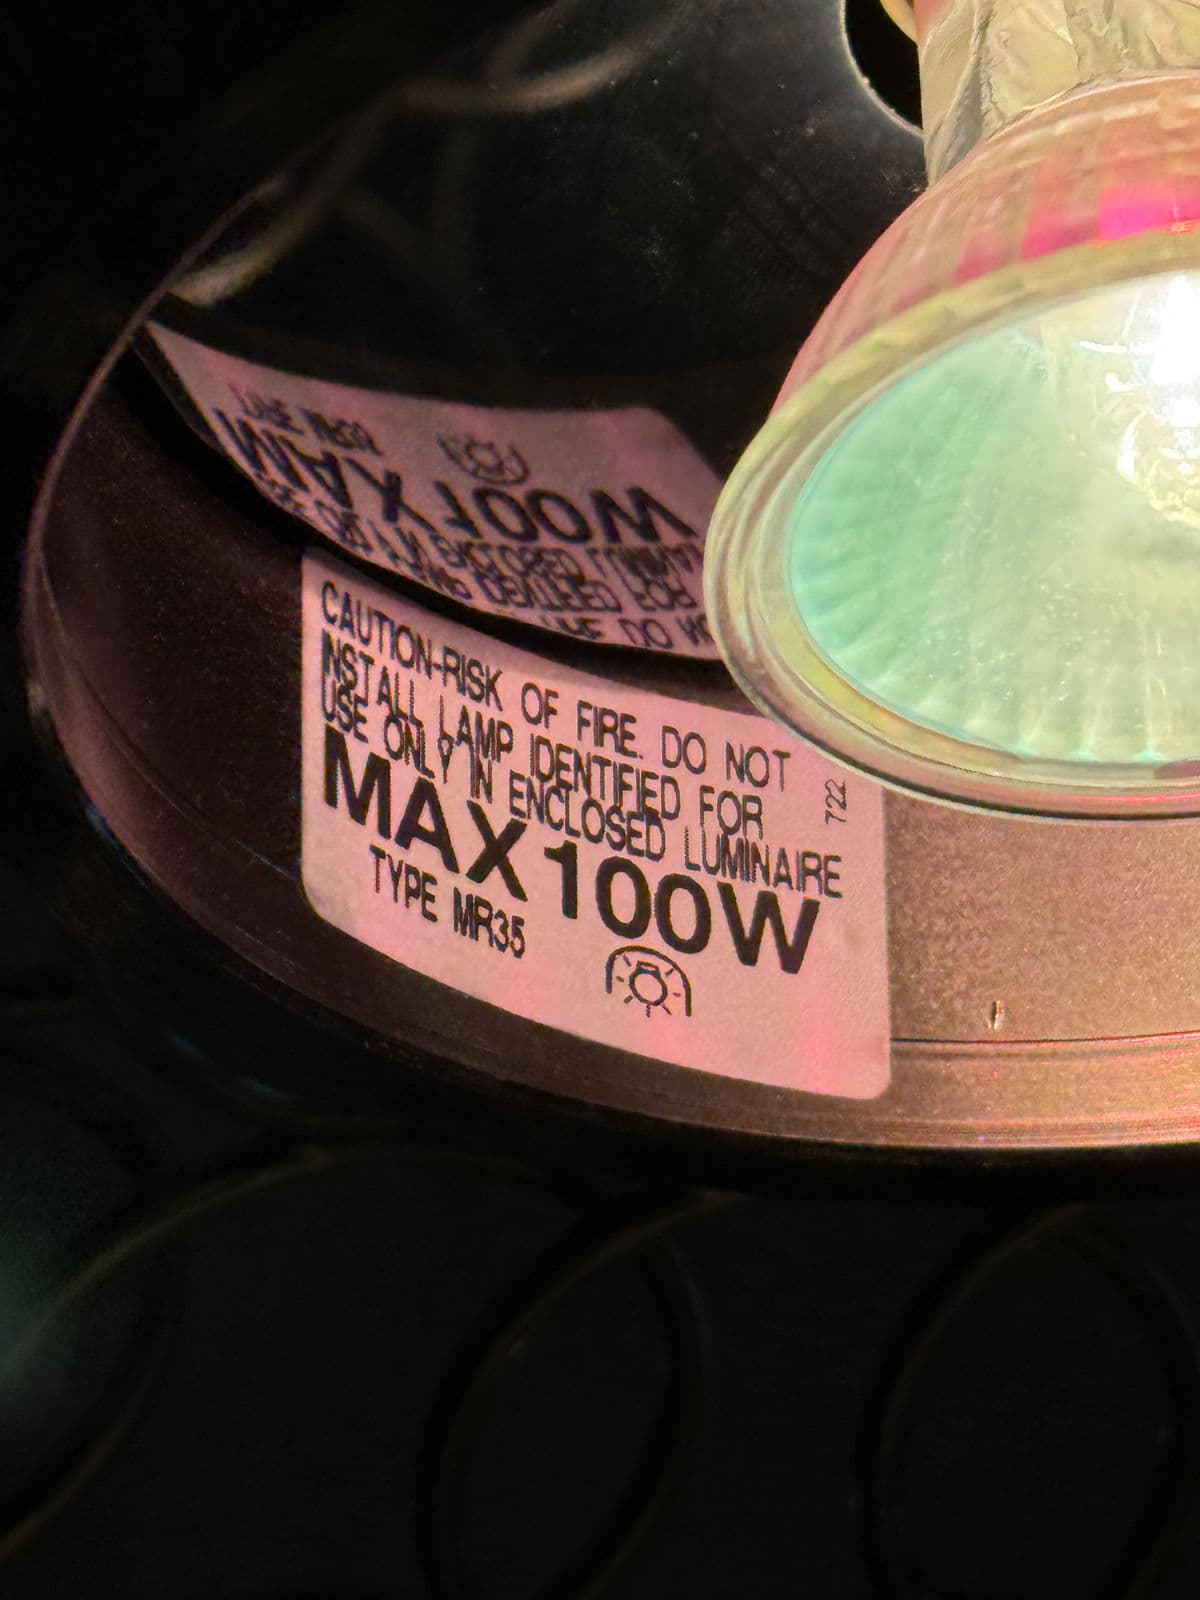 CAUTION-RISK OF FIRE. DO NOT
INSTALL LAMP IDENTIFIED FOR
USE ONLY IN ENCLOSED LUMINAIRE
MAX 100W
TYPE MR35
722